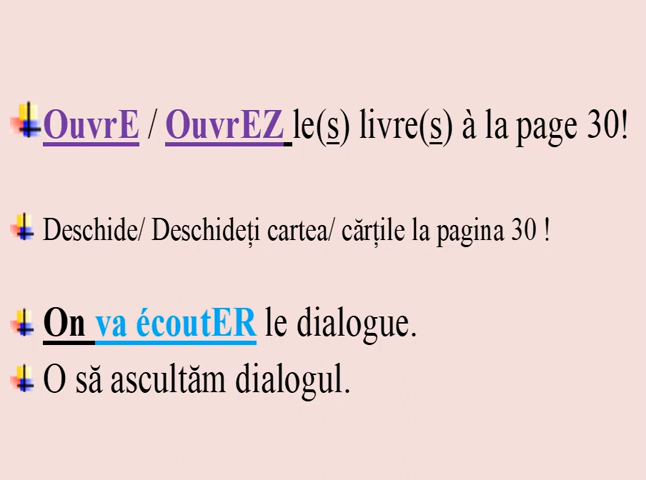 OuvrE / OuvrEZ le(s) livre(s) à la page 30!
Deschide/ Deschideți cartea/ cărțile la pagina 30 !
On va écoutER le dialogue.
O să ascultăm dialogul.